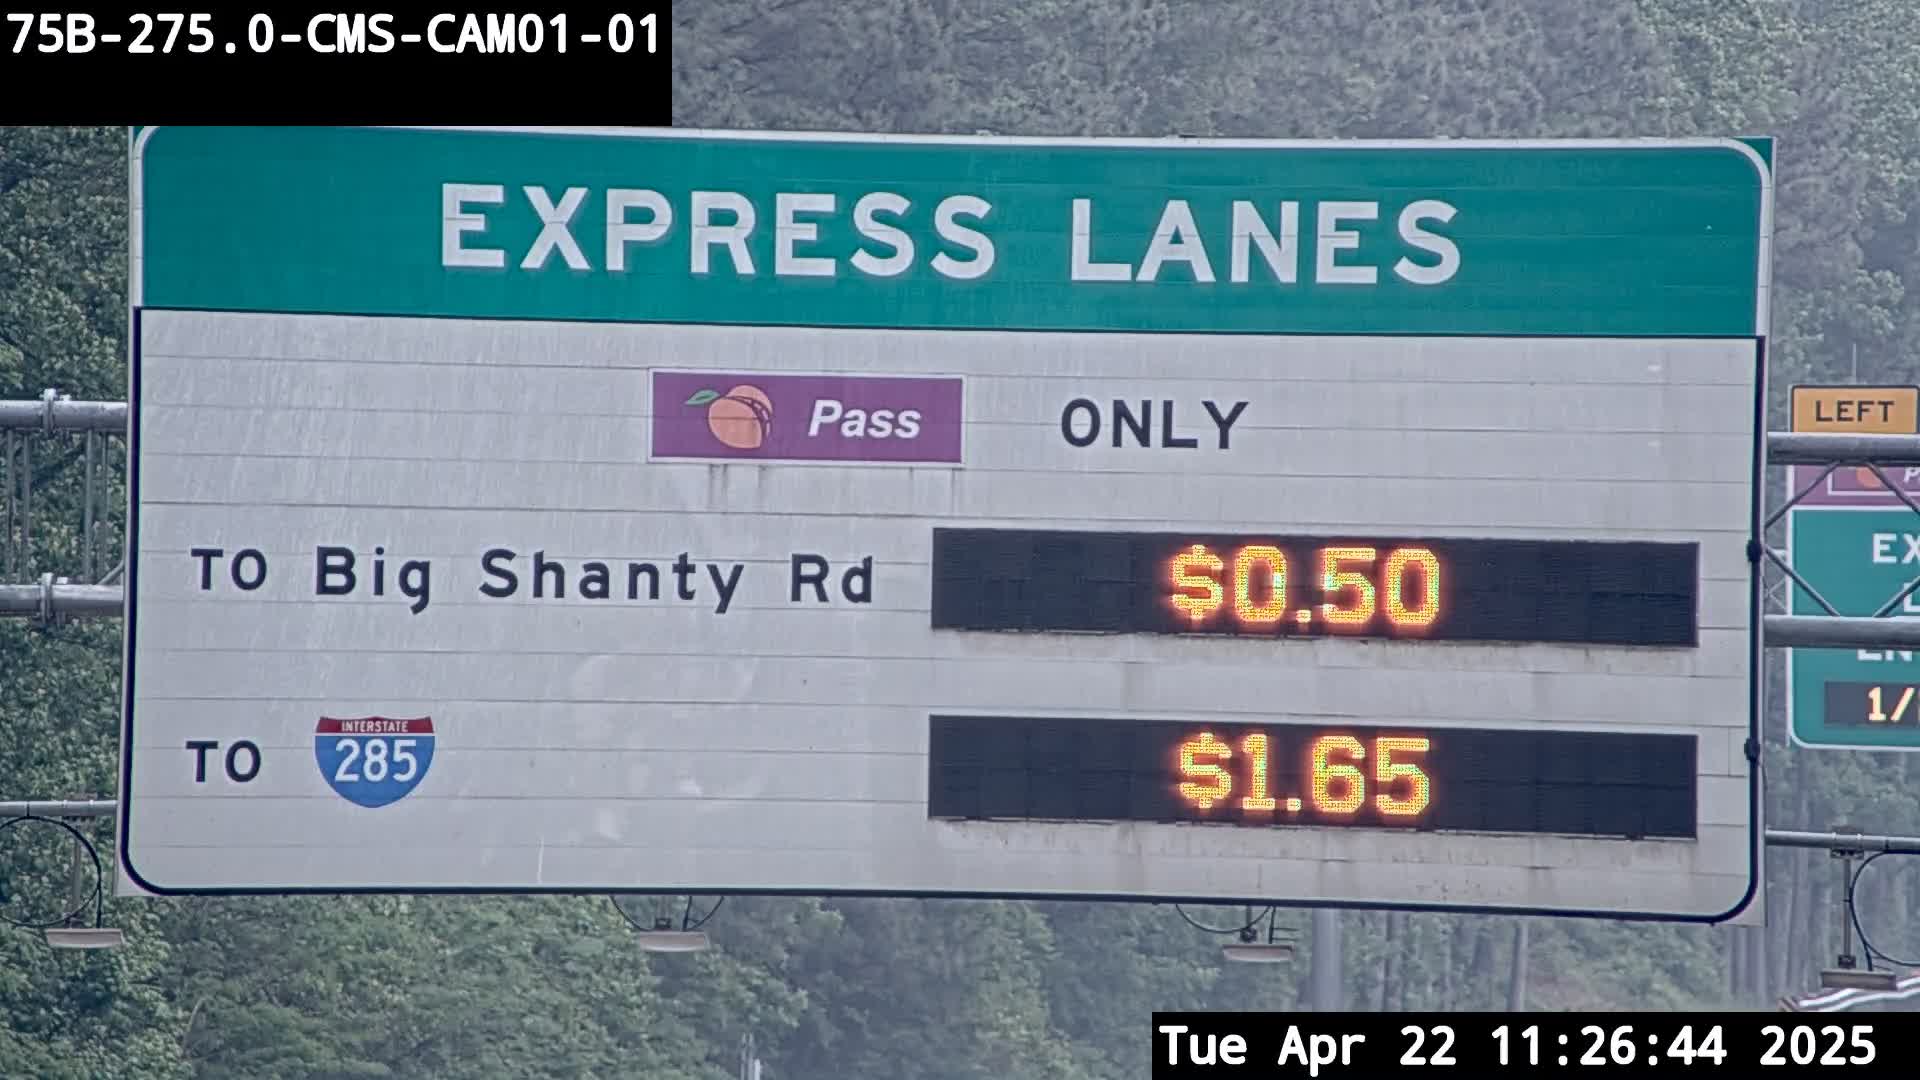 75B-275.0-CMS-CAM01-01
EXPRESS LANES
Pass ONLY
TO Big Shanty Rd $0.50
TO INTERSTATE 285 $1.65
LEFT
Tue Apr 22 11:26:44 2025